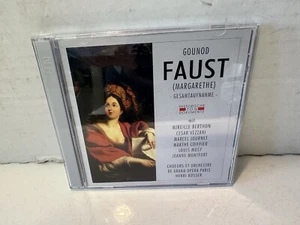 GOUNOD
FAUST
(MARGARETHE)
- GESAMTAUFNAHME -
MIT
MIREILLE BERTHON
CESAR VEZZANI
MARCEL JOURNET
MARTHE COIFFIER
LOUIS MUSY
JEANNE MONTFORT
CHOEURS ET ORCHESTRE
DE GRAND OPERA PARIS
HENRI BÜSSER